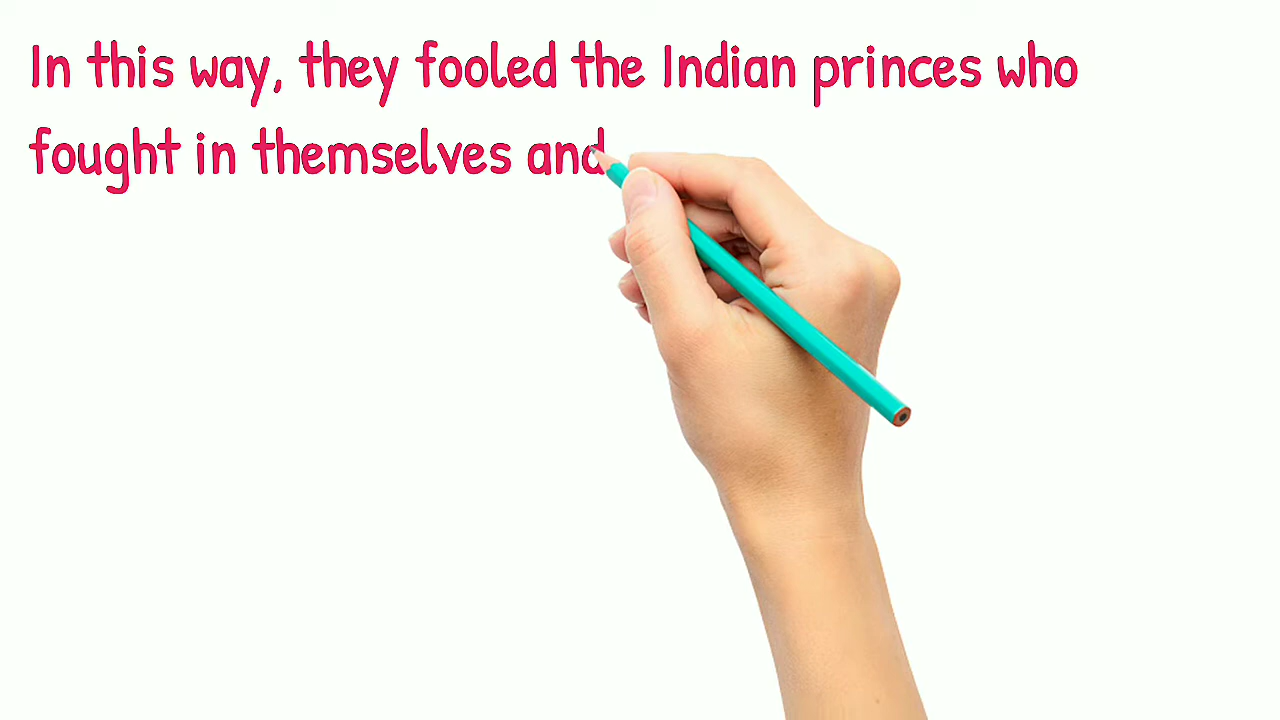 In this way, they fooled the Indian princes who
fought in themselves and